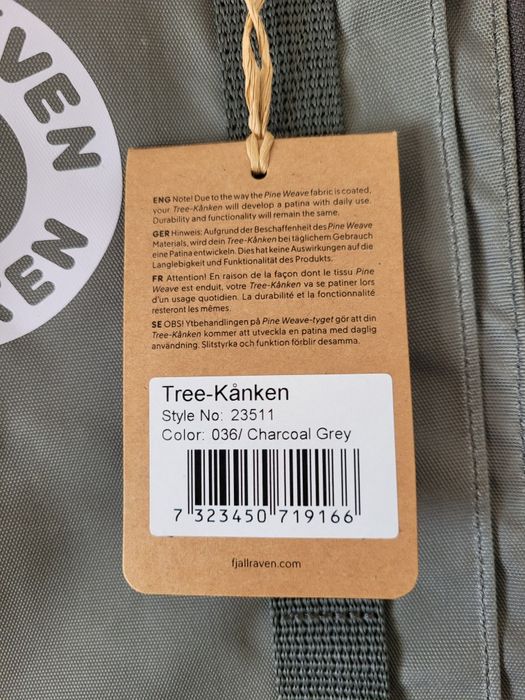 VEN
EN
ENG Note! Due to the way the Pine Weave fabric is coated,
your Tree-Kånken will develop a patina with daily use.
Durability and functionality will remain the same.
GER Hinweis: Aufgrund der Beschaffenheit des Pine Weave
Materials, wird dein Tree-Kånken bei täglichem Gebrauch
eine Patina entwickeln. Dies hat keine Auswirkungen auf die
Langlebigkeit und Funktionalität des Produkts.
FR Attention! En raison de la façon dont le tissu Pine
Weave est enduit, votre Tree-Kånken va se patiner lors
d'un usage quotidien. La durabilité et la fonctionnalité
resteront les mêmes.
SE OBS! Ytbehandlingen på Pine Weave-tyget gör att din
Tree-Kånken kommer att utveckla en patina med daglig
användning. Slitstyrka och funktion förblir desamma.
Tree-Kånken
Style No: 23511
Color: 036/ Charcoal Grey
7 323450 719166
fjallraven.com